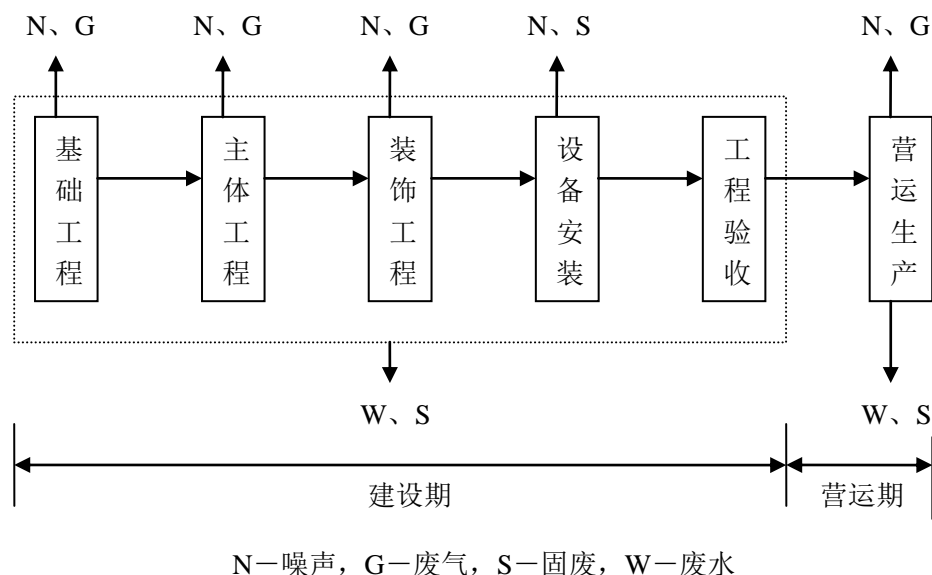 N、G N、G N、G N、S N、G
基础工程
主体工程
装饰工程
设备安装
工程验收
营运生产
W、S W、S
建设期 营运期
N－噪声，G－废气，S－固废，W－废水